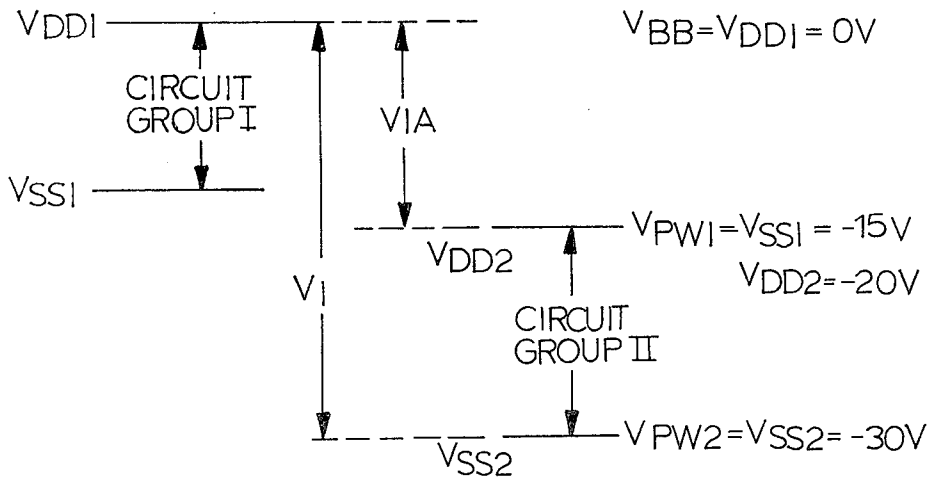 VDD1
VBB=VDD1 = 0V
CIRCUIT
GROUP I
V1A
VSS1
VPW1=VSS1 = -15V
VDD2
VDD2=-20V
V1
CIRCUIT
GROUP II
VPW2=VSS2=-30V
VSS2